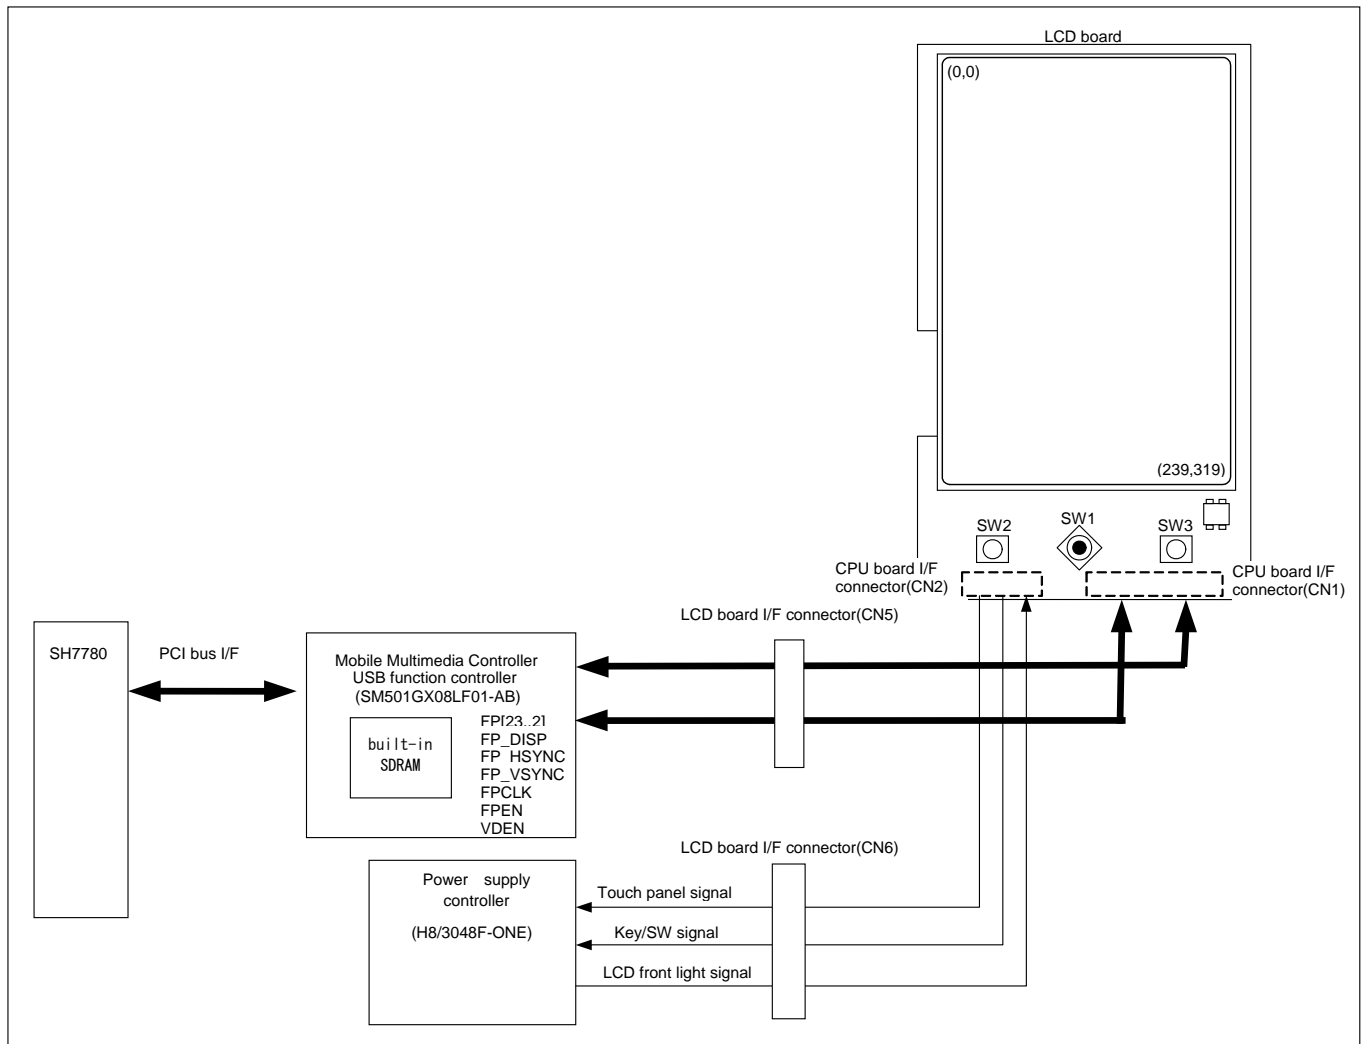 LCD board
(0,0)
(239,319)
SW2
SW1
SW3
CPU board I/F
connector(CN2)
CPU board I/F
connector(CN1)
LCD board I/F connector(CN5)
SH7780
PCI bus I/F
Mobile Multimedia Controller
USB function controller
(SM501GX08LF01-AB)
built-in
SDRAM
FP[23..2]
FP_DISP
FP_HSYNC
FP_VSYNC
FPCLK
FPEN
VDEN
LCD board I/F connector(CN6)
Power supply
controller
(H8/3048F-ONE)
Touch panel signal
Key/SW signal
LCD front light signal